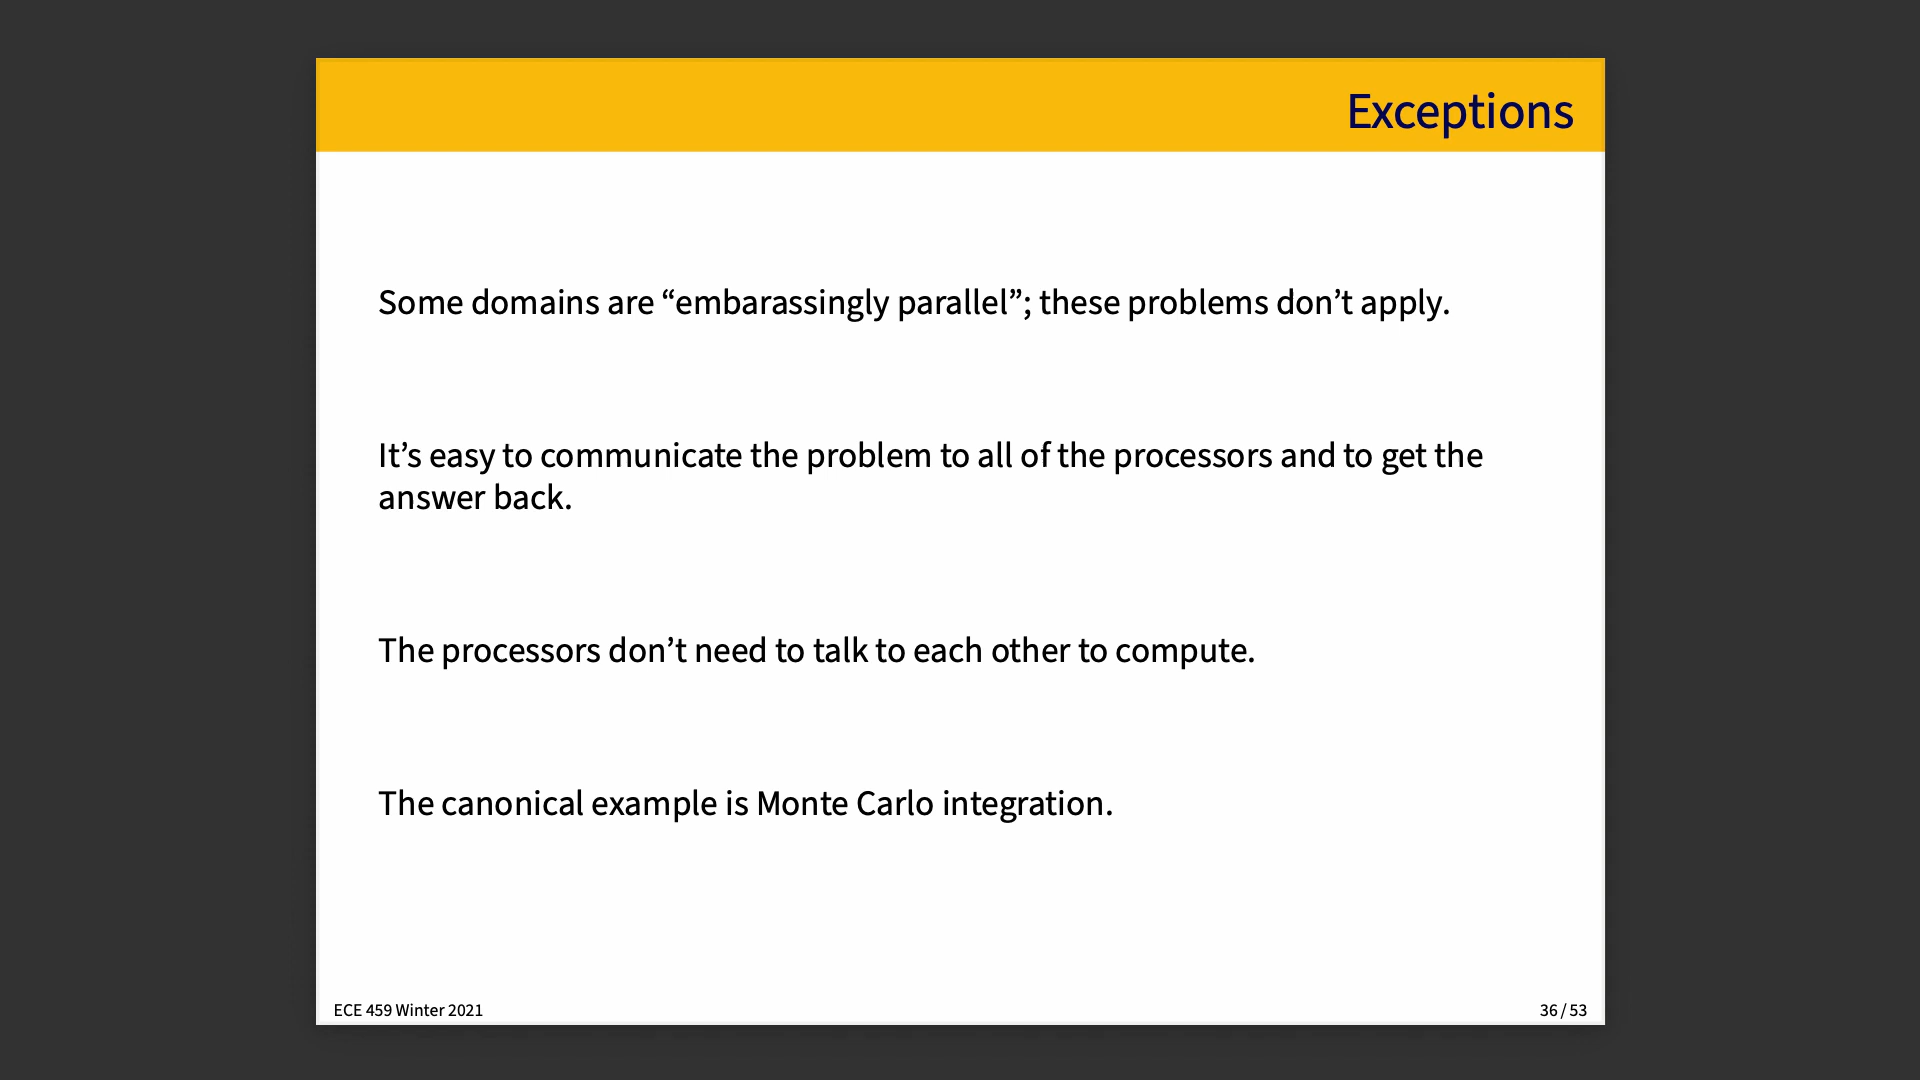 Exceptions
Some domains are “embarassingly parallel”; these problems don’t apply.
It’s easy to communicate the problem to all of the processors and to get the
answer back.
The processors don’t need to talk to each other to compute.
The canonical example is Monte Carlo integration.
ECE 459 Winter 2021
36 / 53